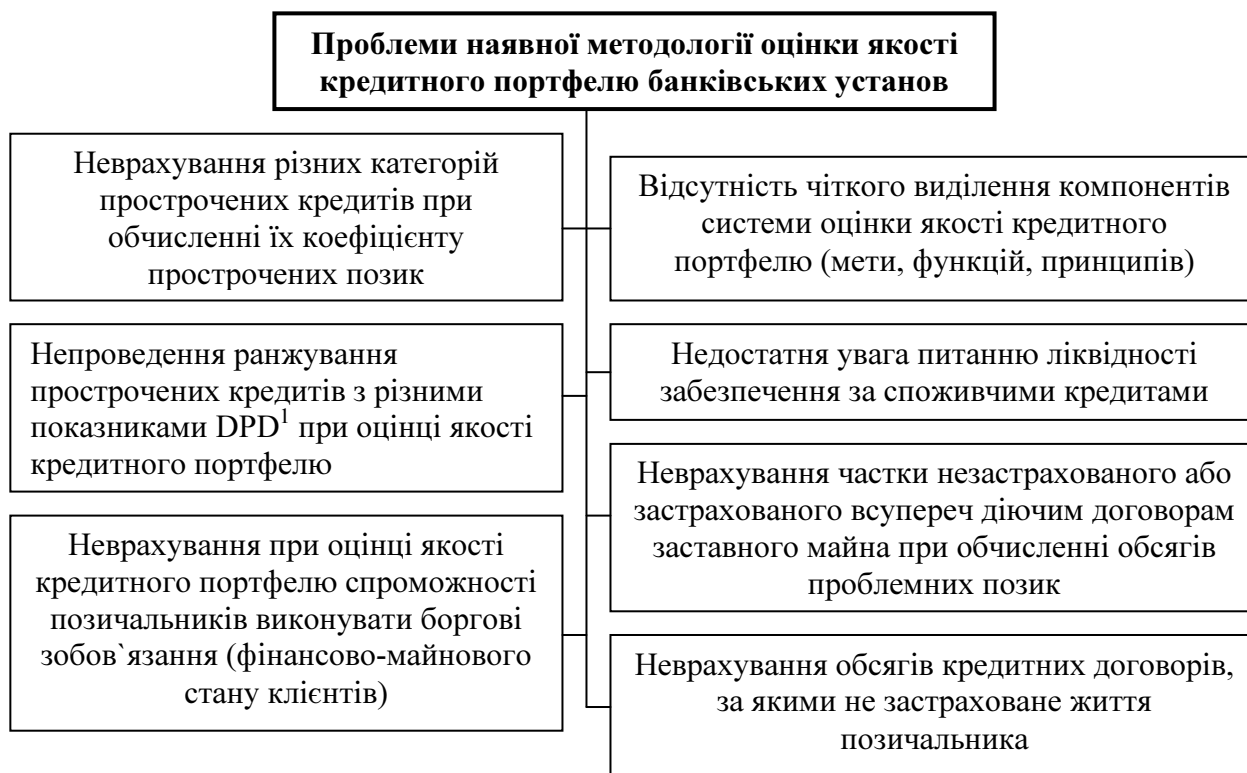 Проблеми наявної методології оцінки якості
кредитного портфелю банківських установ
Неврахування різних категорій
прострочених кредитів при
обчисленні їх коефіцієнту
прострочених позик
Відсутність чіткого виділення компонентів
системи оцінки якості кредитного
портфелю (мети, функцій, принципів)
Непроведення ранжування
прострочених кредитів з різними
показниками DPD¹ при оцінці якості
кредитного портфелю
Недостатня увага питанню ліквідності
забезпечення за споживчими кредитами
Неврахування при оцінці якості
кредитного портфелю спроможності
позичальників виконувати боргові
зобов`язання (фінансово-майнового
стану клієнтів)
Неврахування частки незастрахованого або
застрахованого всупереч діючим договорам
заставного майна при обчисленні обсягів
проблемних позик
Неврахування обсягів кредитних договорів,
за якими не застраховане життя
позичальника